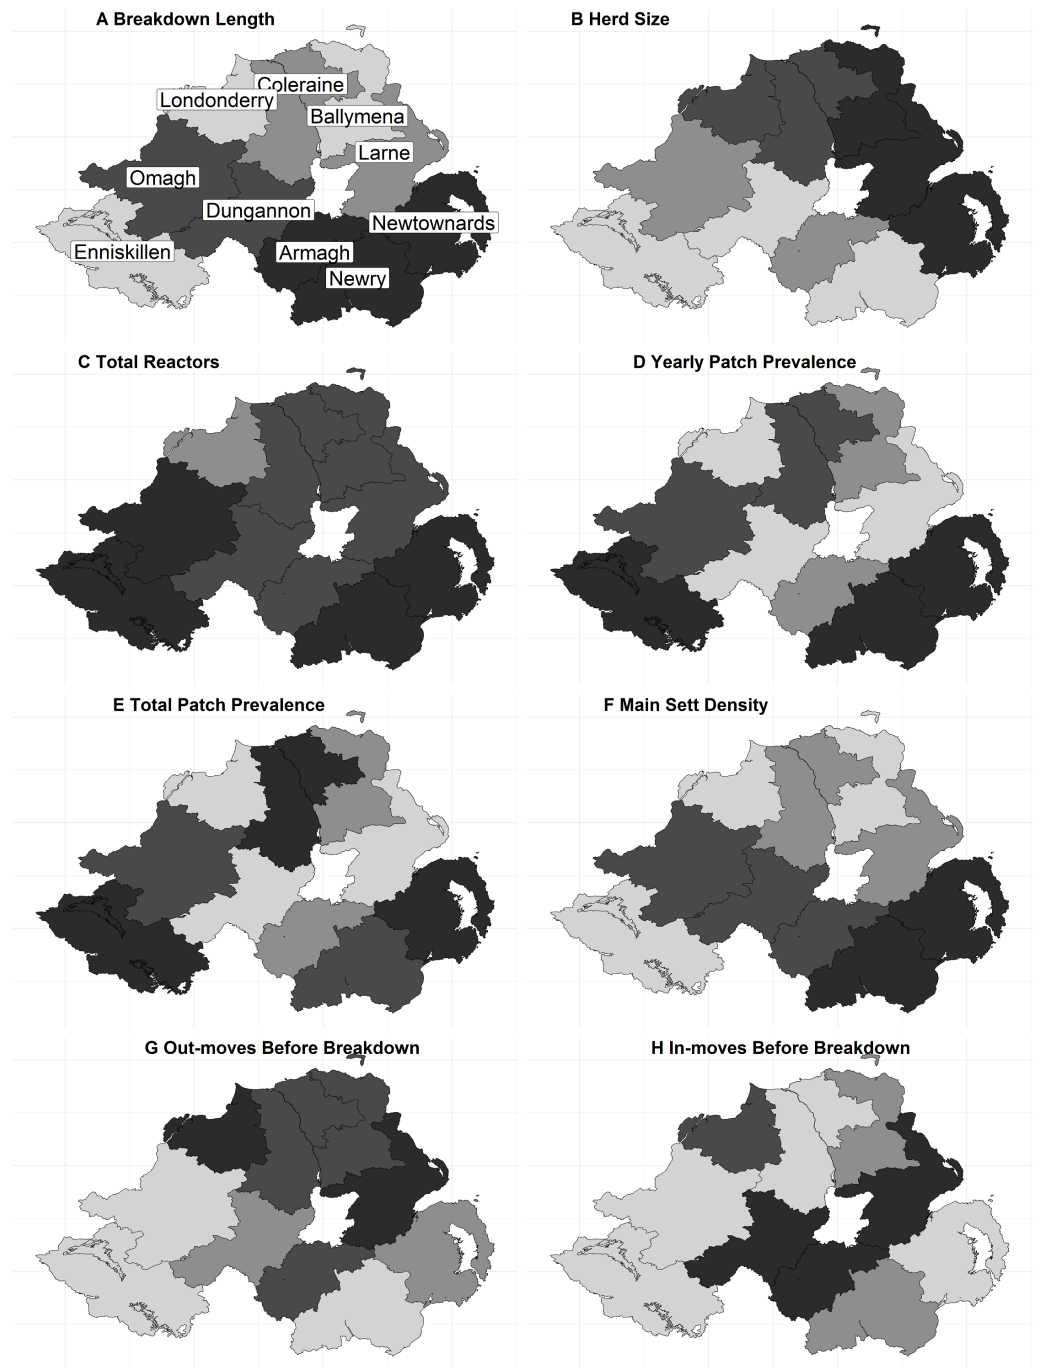 A Breakdown Length
B Herd Size
Coleraine
Londonderry
Ballymena
Larne
Omagh
Dungannon
Newtownards
Enniskillen
Armagh
Newry
C Total Reactors
D Yearly Patch Prevalence
E Total Patch Prevalence
F Main Sett Density
G Out-moves Before Breakdown
H In-moves Before Breakdown